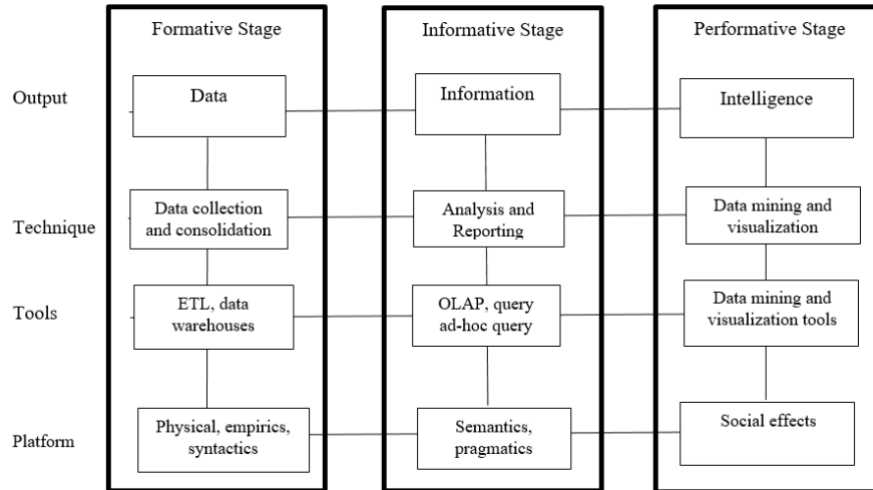 Formative Stage
Informative Stage
Performative Stage
Output
Data
Information
Intelligence
Technique
Data collection
and consolidation
Analysis and
Reporting
Data mining and
visualization
Tools
ETL, data
warehouses
OLAP, query
ad-hoc query
Data mining and
visualization tools
Platform
Physical, empirics,
syntactics
Semantics,
pragmatics
Social effects